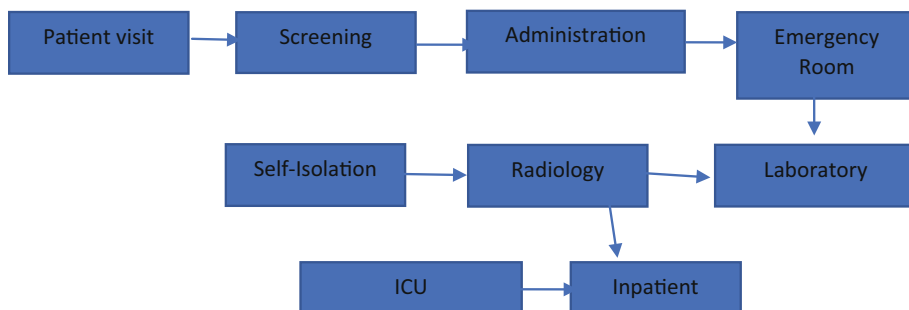 Patient visit
Screening
Administration
Emergency
Room
Self-Isolation
Radiology
Laboratory
ICU
Inpatient